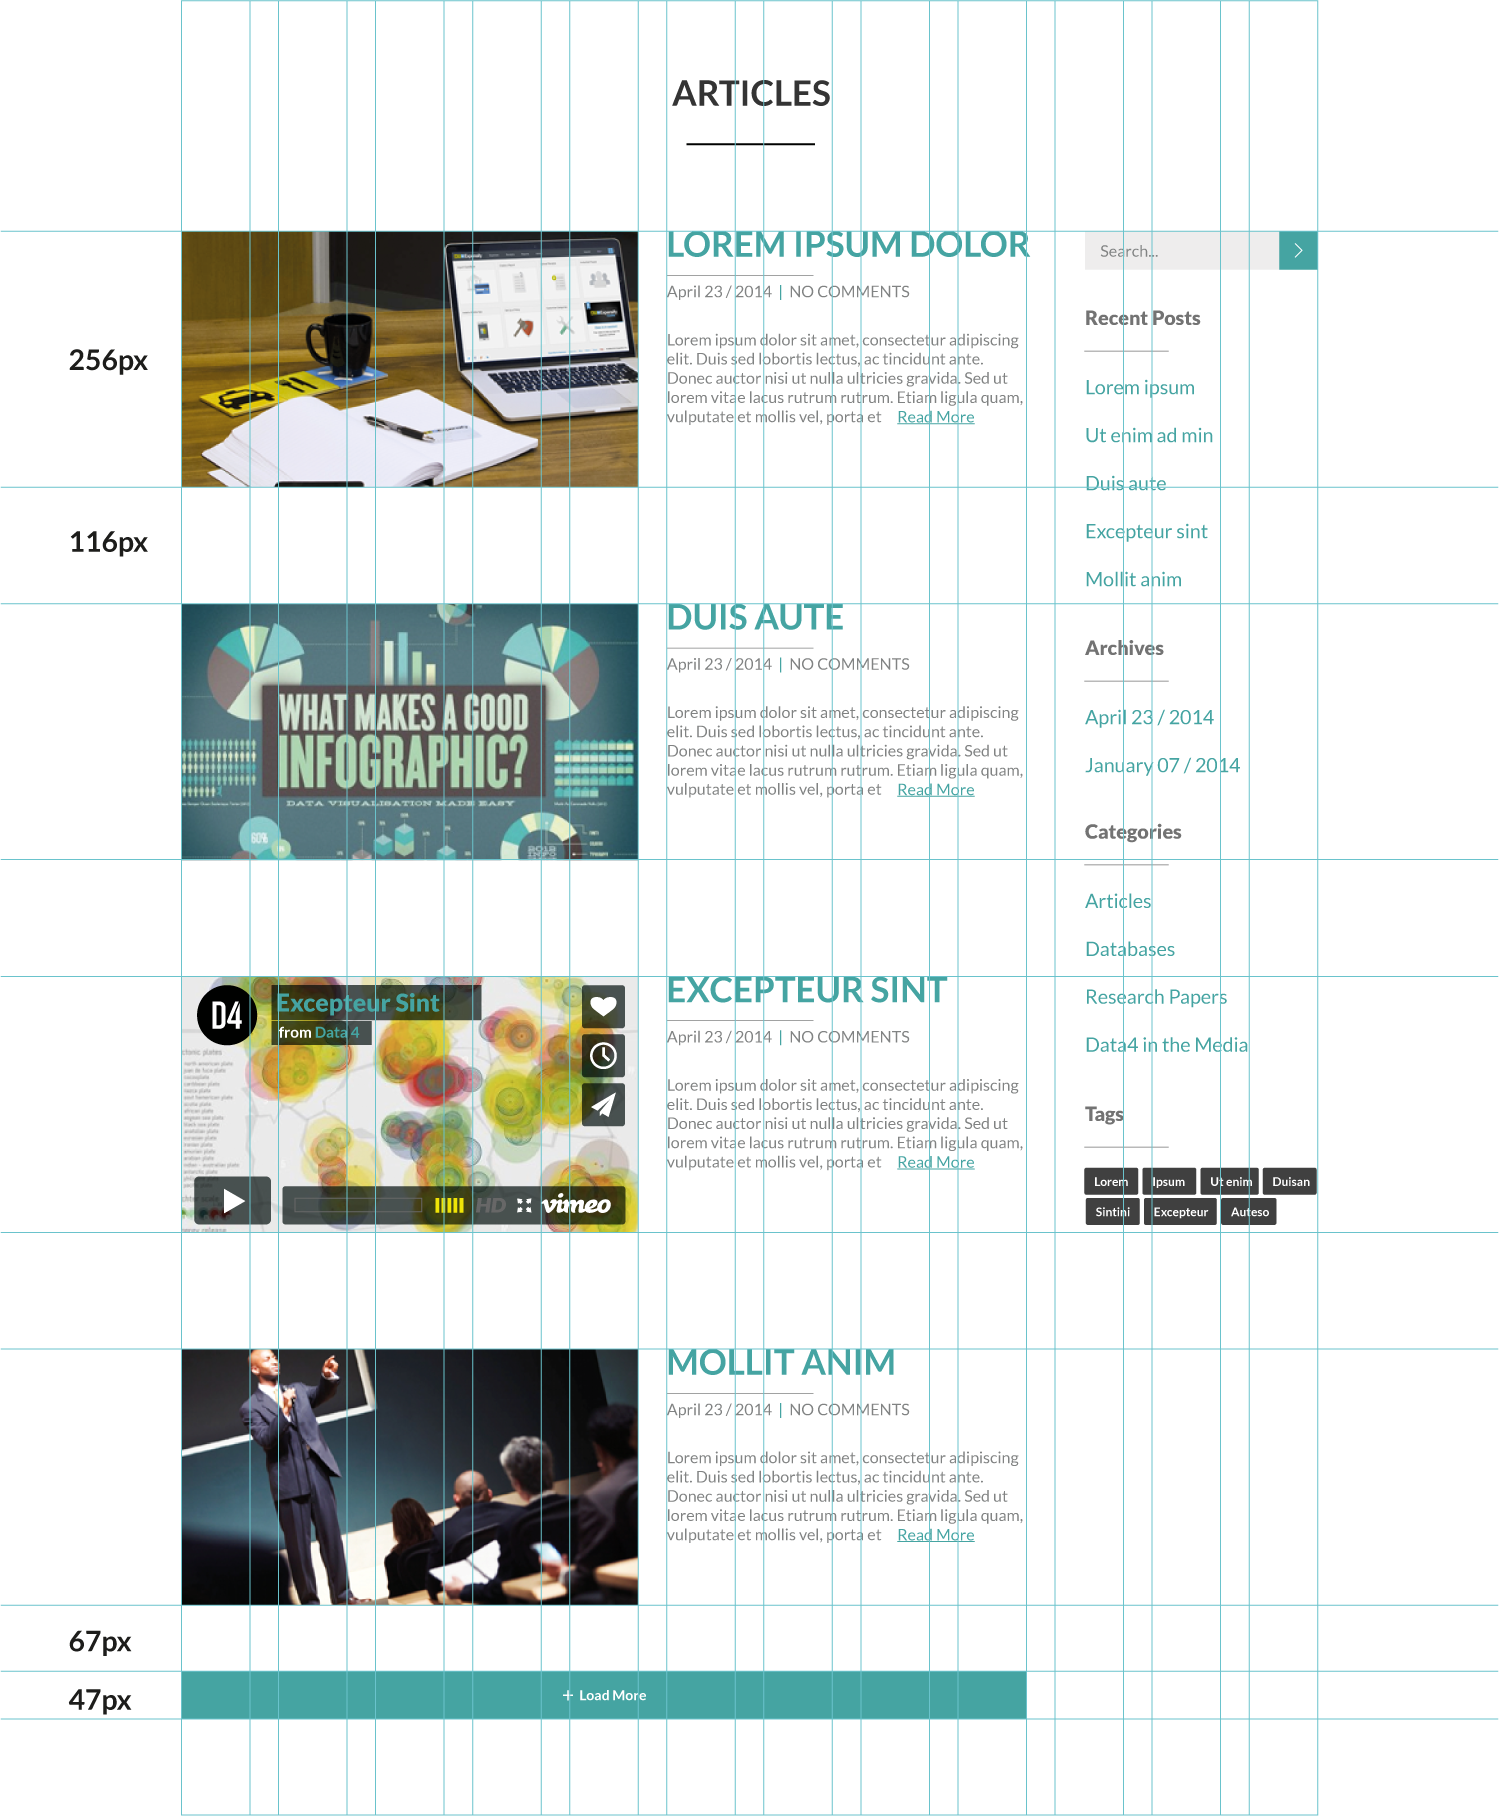 ARTICLES
256px
LOREM IPSUM DOLOR
April 23 / 2014 | NO COMMENTS
Lorem ipsum dolor sit amet, consectetur adipiscing
elit. Duis sed lobortis lectus, ac tincidunt ante.
Donec auctor nisi ut nulla ultricies gravida. Sed ut
lorem vitae lacus rutrum rutrum. Etiam ligula quam,
vulputate et mollis vel, porta et Read More
116px
WHAT MAKES A GOOD
INFOGRAPHIC?
DATA VISUALISATION MADE EASY
60%
DUIS AUTE
April 23 / 2014 | NO COMMENTS
Lorem ipsum dolor sit amet, consectetur adipiscing
elit. Duis sed lobortis lectus, ac tincidunt ante.
Donec auctor nisi ut nulla ultricies gravida. Sed ut
lorem vitae lacus rutrum rutrum. Etiam ligula quam,
vulputate et mollis vel, porta et Read More
D4
Excepteur Sint
from Data 4
HD
vimeo
EXCEPTEUR SINT
April 23 / 2014 | NO COMMENTS
Lorem ipsum dolor sit amet, consectetur adipiscing
elit. Duis sed lobortis lectus, ac tincidunt ante.
Donec auctor nisi ut nulla ultricies gravida. Sed ut
lorem vitae lacus rutrum rutrum. Etiam ligula quam,
vulputate et mollis vel, porta et Read More
MOLLIT ANIM
April 23 / 2014 | NO COMMENTS
Lorem ipsum dolor sit amet, consectetur adipiscing
elit. Duis sed lobortis lectus, ac tincidunt ante.
Donec auctor nisi ut nulla ultricies gravida. Sed ut
lorem vitae lacus rutrum rutrum. Etiam ligula quam,
vulputate et mollis vel, porta et Read More
67px
47px
+ Load More
Search...
Recent Posts
Lorem ipsum
Ut enim ad min
Duis aute
Excepteur sint
Mollit anim
Archives
April 23 / 2014
January 07 / 2014
Categories
Articles
Databases
Research Papers
Data4 in the Media
Tags
Lorem Ipsum Ut enim Duisan
Sintini Excepteur Auteso